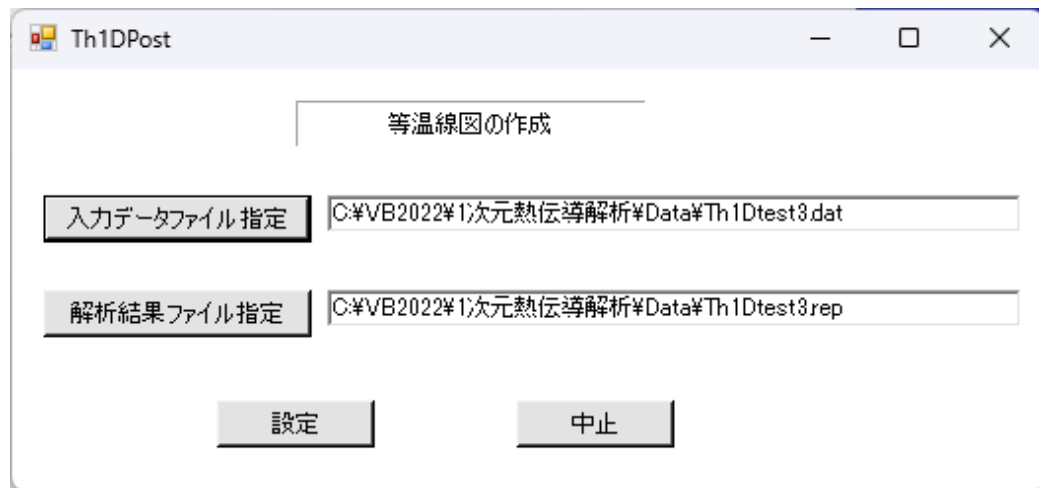 Th1DPost
等温線図の作成
入力データファイル指定 C:¥VB2022¥1次元熱伝導解析¥Data¥Th1Dtest3.dat
解析結果ファイル指定 C:¥VB2022¥1次元熱伝導解析¥Data¥Th1Dtest3.rep
設定 中止